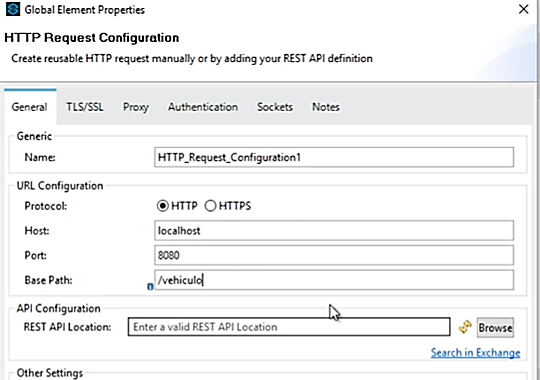 Global Element Properties
HTTP Request Configuration
Create reusable HTTP request manually or by adding your REST API definition
General TLS/SSL Proxy Authentication Sockets Notes
Generic
Name: HTTP_Request_Configuration1
URL Configuration
Protocol: HTTP HTTPS
Host: localhost
Port: 8080
Base Path: /vehiculo
API Configuration
REST API Location: Enter a valid REST API Location Browse
Search in Exchange
Other Settings